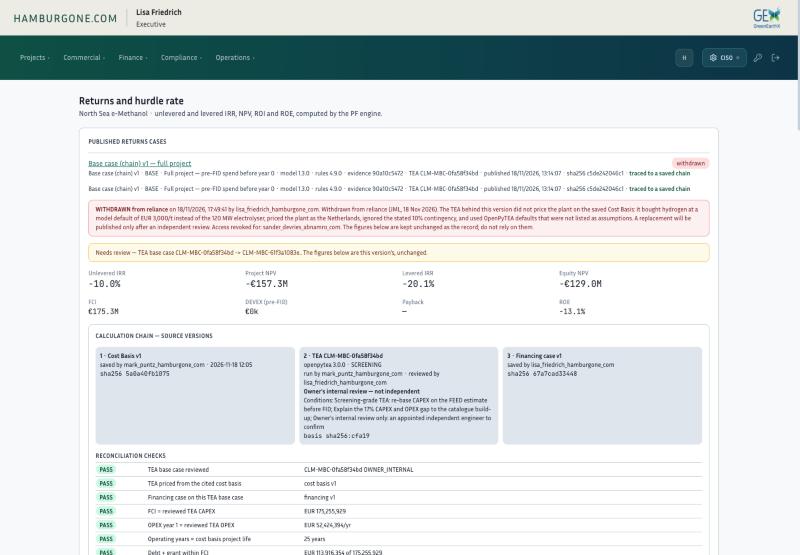 HAMBURGONE.COM
Lisa Friedrich
Executive
GEX
GreenEarthX
Projects
Commercial
Finance
Compliance
Operations
H
CISO
Returns and hurdle rate
North Sea e-Methanol · unlevered and levered IRR, NPV, ROI and ROE, computed by the PF engine.
PUBLISHED RETURNS CASES
Base case (chain) v1 — full project
withdrawn
Base case (chain) v1 · BASE · Full project — pre-FID spend before year 0 · model 1.3.0 · rules 4.9.0 · evidence 90a10c5472 · TEA CLM-MBC-0fa58f34bd · published 18/11/2026, 13:14:07 · sha256 c5de242046c1 · traced to a saved chain
Base case (chain) v1 · BASE · Full project — pre-FID spend before year 0 · model 1.3.0 · rules 4.9.0 · evidence 90a10c5472 · TEA CLM-MBC-0fa58f34bd · published 18/11/2026, 13:14:07 · sha256 c5de242046c1 · traced to a saved chain
WITHDRAWN from reliance on 18/11/2026, 17:49:41 by lisa_friedrich_hamburgone.com. Withdrawn from reliance (JML, 18 Nov 2026). The TEA behind this version did not price the plant on the saved Cost Basis: it bought hydrogen at a
model default of EUR 3,000/t instead of the 120 MW electrolyser, priced the plant as the Netherlands, ignored the stated 10% contingency, and used OpenPyTEA defaults that were not listed as assumptions. A replacement will be
published only after an independent review. Access revoked for: sander_devries_abnamro_com. The figures below are kept unchanged as the record; do not rely on them.
Needs review — TEA base case CLM-MBC-0fa58f34bd -> CLM-MBC-61f3a1083e.. The figures below are this version's, unchanged.
Unlevered IRR
Project NPV
Levered IRR
Equity NPV
-10.0%
-€157.3M
-20.1%
-€129.0M
FCI
DEVEX (pre-FID)
Payback
ROE
€175.3M
€0k
—
-13.1%
CALCULATION CHAIN — SOURCE VERSIONS
1 · Cost Basis v1
saved by mark_puntz_hamburgone_com · 2026-11-18 12:05
sha256 5a0a40fb1075
2 · TEA CLM-MBC-0fa58f34bd
openpytea 3.0.0 · SCREENING
run by mark_puntz_hamburgone_com · reviewed by
lisa_friedrich_hamburgone_com
Owner's internal review — not independent
Conditions: Screening-grade TEA: re-base CAPEX on the FEED estimate
before FID; Explain the 17% CAPEX and OPEX gap to the catalogue build-
up; Owner's internal review only: an appointed independent engineer to
confirm
basis sha256:cfa19
3 · Financing case v1
saved by lisa_friedrich_hamburgone_com
sha256 67a7cad33448
RECONCILIATION CHECKS
PASS TEA base case reviewed CLM-MBC-0fa58f34bd OWNER_INTERNAL
PASS TEA priced from the cited cost basis cost basis v1
PASS Financing case on this TEA base case financing v1
PASS FCI = reviewed TEA CAPEX EUR 175,255,929
PASS OPEX year 1 = reviewed TEA OPEX EUR 52,424,394/yr
PASS Operating years = cost basis project life 25 years
PASS Debt + grant within FCI EUR 113,916,354 of 175,255,929